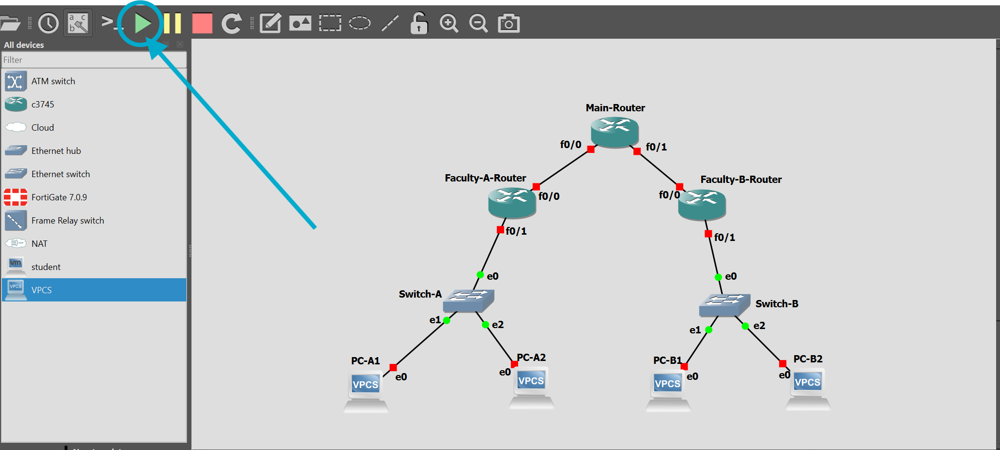 a c
b
>_
All devices
Filter
ATM switch
c3745
Cloud
Ethernet hub
Ethernet switch
FortiGate 7.0.9
Frame Relay switch
NAT
vm
student
VPCS
VPCS
Main-Router
f0/0
f0/1
Faculty-A-Router
Faculty-B-Router
f0/0
f0/0
f0/1
f0/1
e0
e0
Switch-A
Switch-B
e1
e2
e1
e2
PC-A1
PC-A2
PC-B1
PC-B2
e0
e0
e0
e0
VPCS
VPCS
VPCS
VPCS